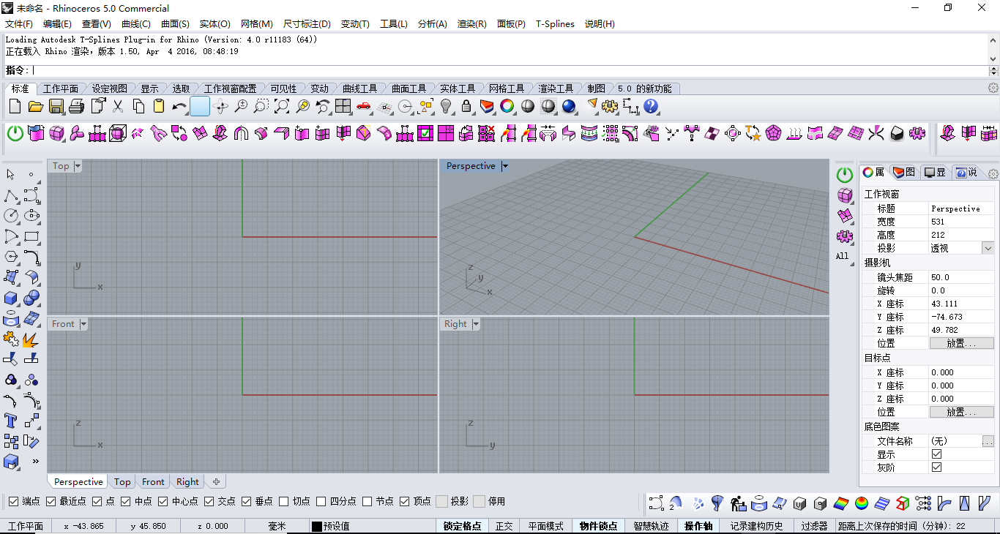 未命名 - Rhinoceros 5.0 Commercial
文件(F) 编辑(E) 查看(V) 曲线(C) 曲面(S) 实体(O) 网格(M) 尺寸标注(D) 变动(T) 工具(L) 分析(A) 渲染(R) 面板(P) T-Splines 说明(H)
Loading Autodesk T-Splines Plug-in for Rhino (Version: 4.0 r11183 (64))
正在载入 Rhino 渲染，版本 1.50, Apr 4 2016, 08:48:19
指令:
标准 工作平面 设定视图 显示 选取 工作视窗配置 可见性 变动 曲线工具 曲面工具 实体工具 网格工具 渲染工具 制图 5.0 的新功能
Top
Perspective
y
x
z
y
x
Front
Right
z
x
z
y
All
属 图 显 说
工作视窗
标题 Perspective
宽度 531
高度 212
投影 透视
摄影机
镜头焦距 50.0
旋转 0.0
X 座标 43.111
Y 座标 -74.673
Z 座标 49.782
位置 放置...
目标点
X 座标 0.000
Y 座标 0.000
Z 座标 0.000
位置 放置...
底色图案
文件名称 (无) ...
显示
灰阶
Perspective Top Front Right
端点 最近点 点 中点 中心点 交点 垂点 切点 四分点 节点 顶点 投影 停用
工作平面 x -43.865 y 45.850 z 0.000 毫米 预设值 锁定格点 正交 平面模式 物件锁点 智慧轨迹 操作轴 记录建构历史 过滤器 距离上次保存的时间 (分钟): 22